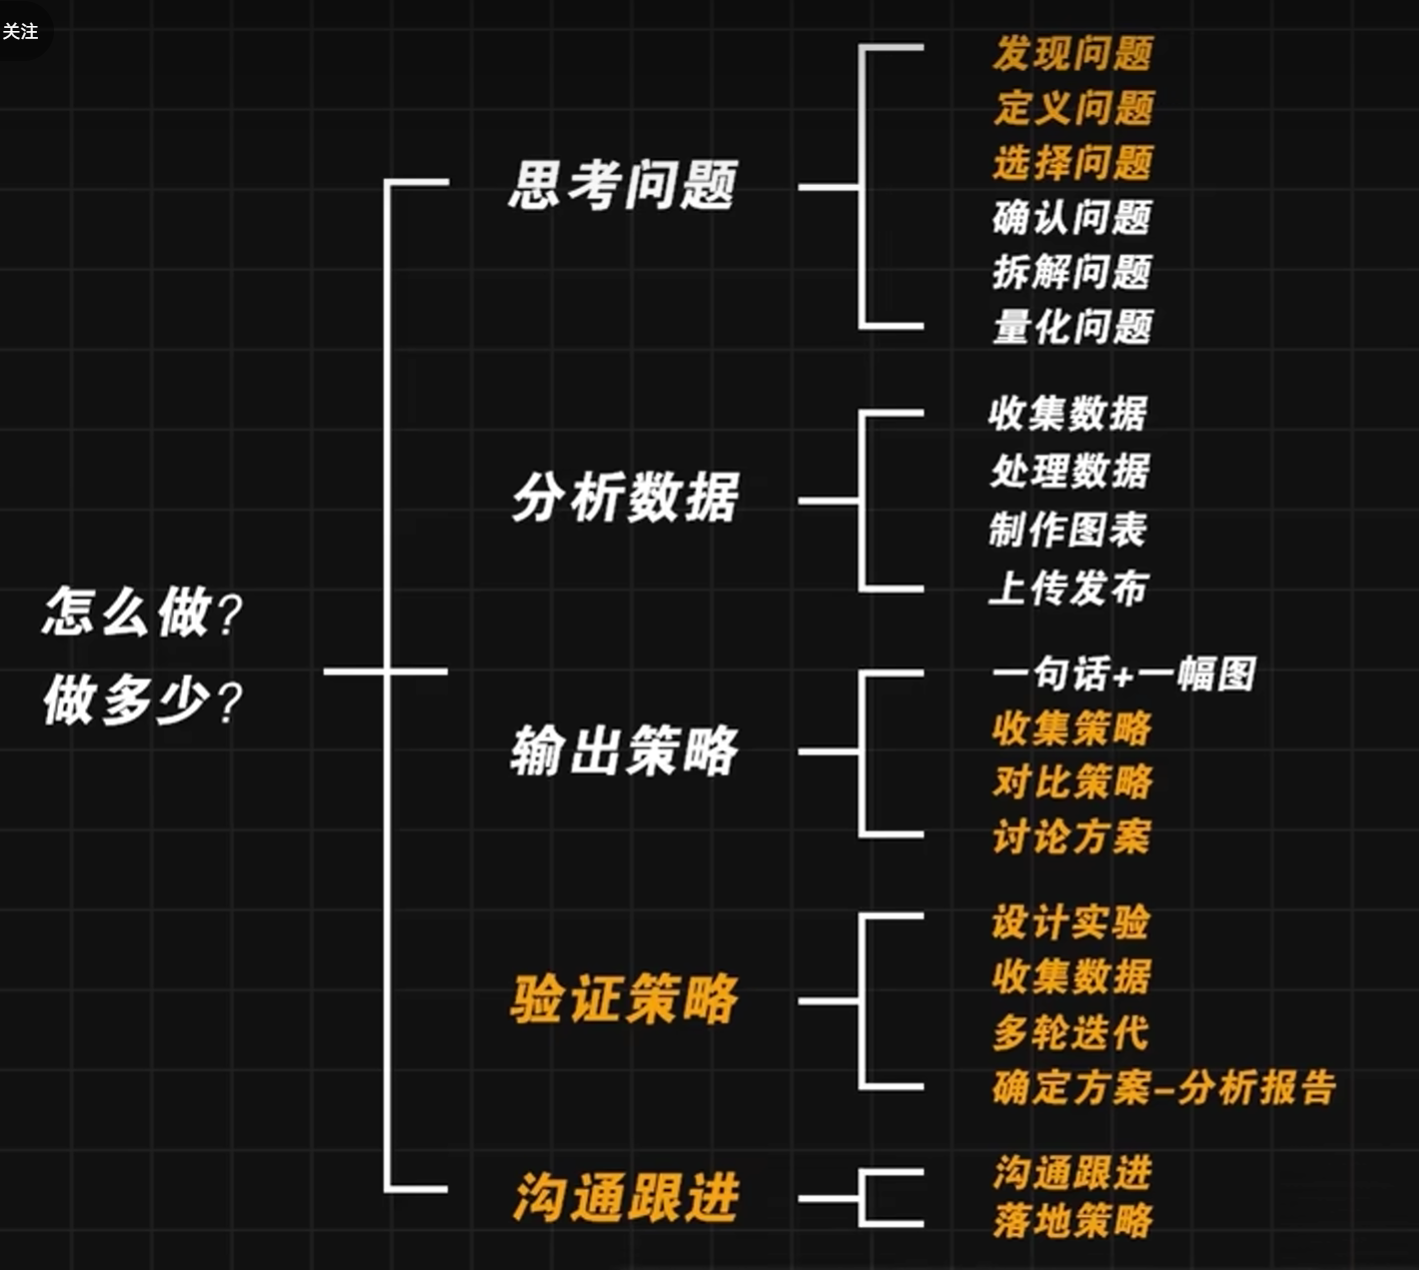 关注
怎么做?
做多少?
思考问题
发现问题
定义问题
选择问题
确认问题
拆解问题
量化问题
分析数据
收集数据
处理数据
制作图表
上传发布
输出策略
一句话+一幅图
收集策略
对比策略
讨论方案
验证策略
设计实验
收集数据
多轮迭代
确定方案-分析报告
沟通跟进
沟通跟进
落地策略